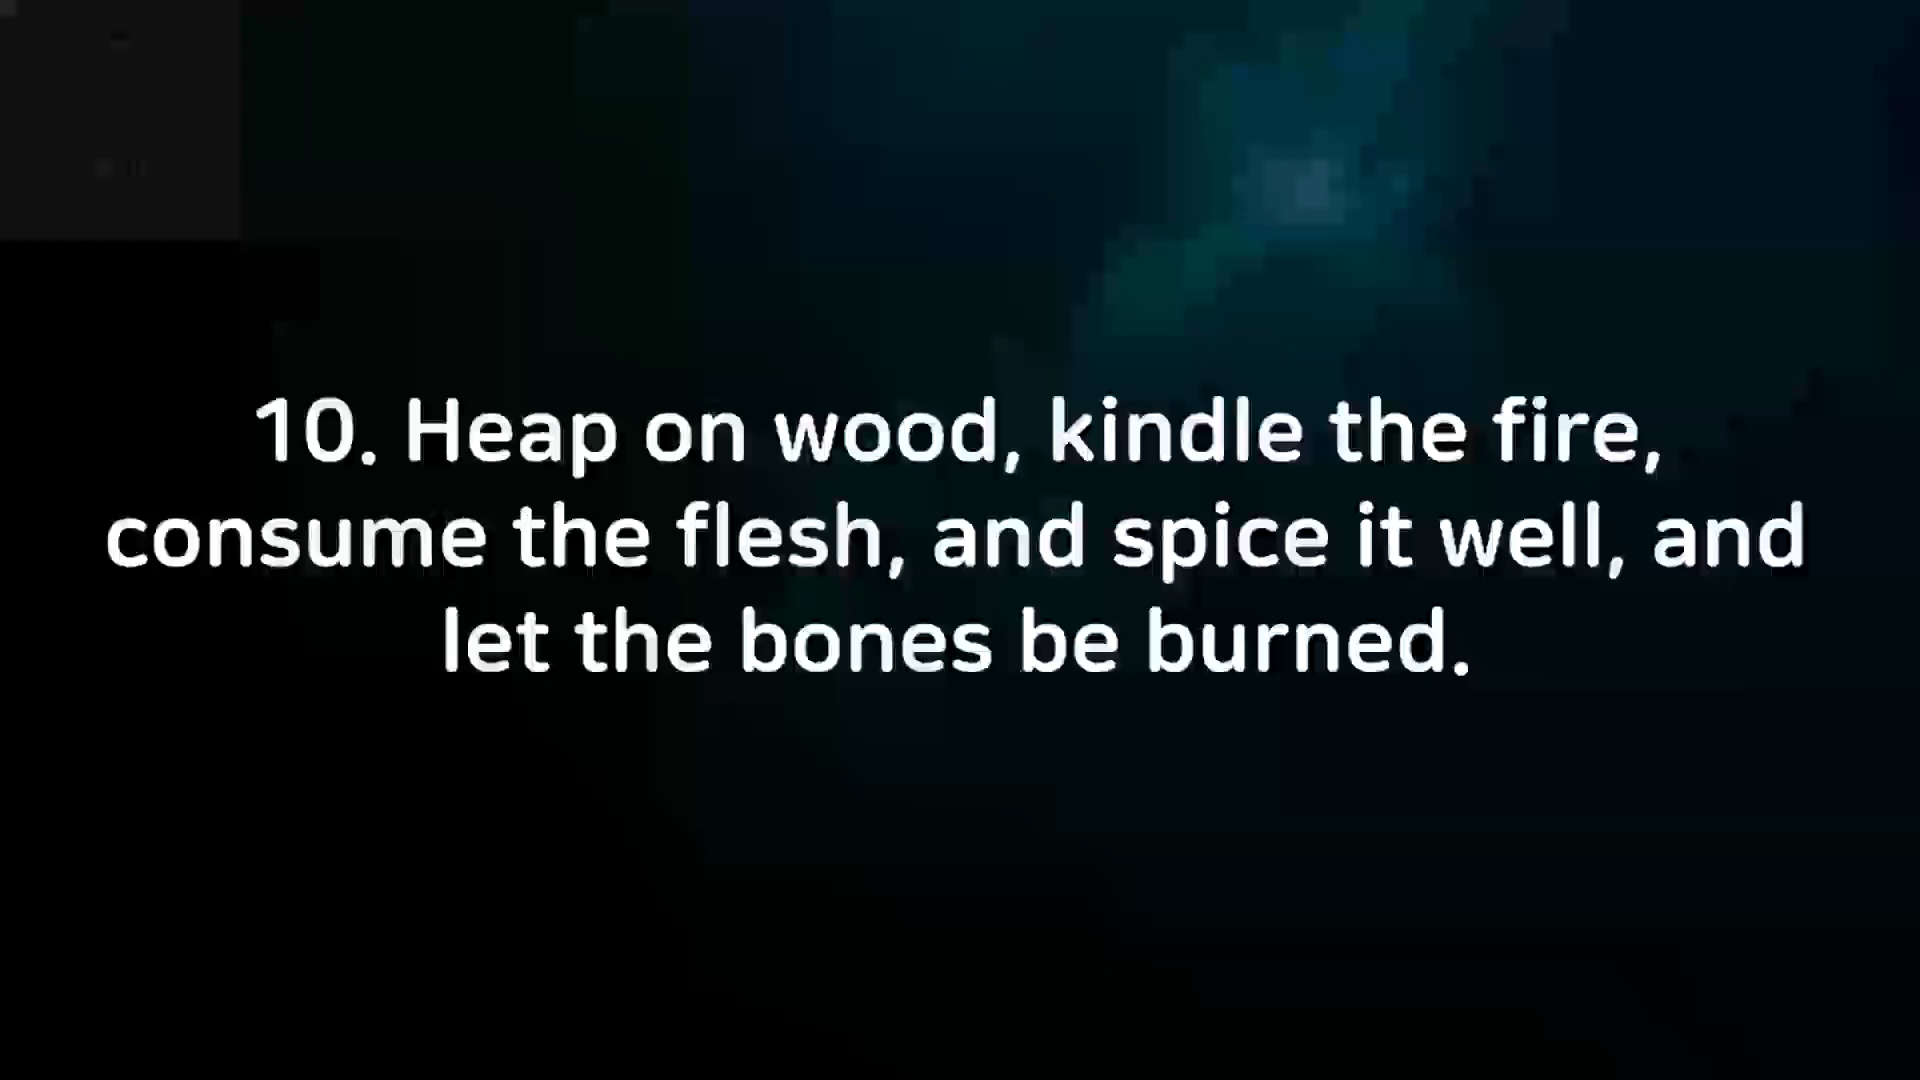 10. Heap on wood, kindle the fire,
consume the flesh, and spice it well, and
let the bones be burned.